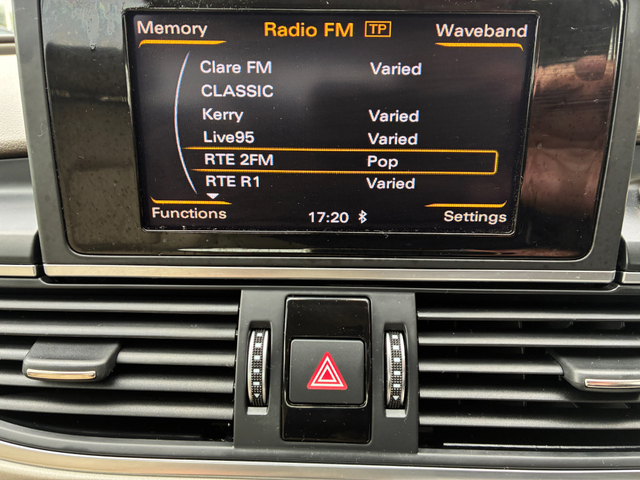 Memory Radio FM TP Waveband
Clare FM Varied
CLASSIC
Kerry Varied
Live95 Varied
RTE 2FM Pop
RTE R1 Varied
Functions 17:20 Settings